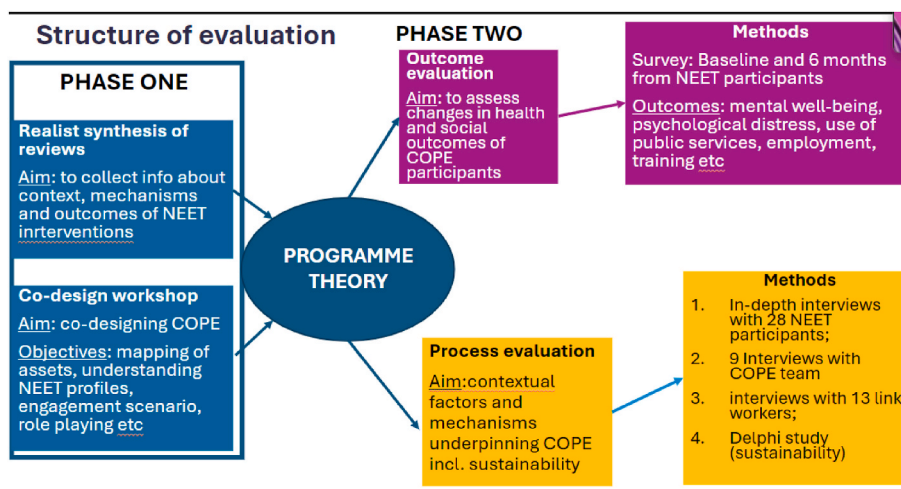 Structure of evaluation
PHASE ONE
Realist synthesis of
reviews
Aim: to collect info about
context, mechanisms
and outcomes of NEET
inrterventions
Co-design workshop
Aim: co-designing COPE
Objectives: mapping of
assets, understanding
NEET profiles,
engagement scenario,
role playing etc
PROGRAMME
THEORY
PHASE TWO
Outcome
evaluation
Aim: to assess
changes in health
and social
outcomes of
COPE
participants
Methods
Survey: Baseline and 6 months
from NEET participants
Outcomes: mental well-being,
psychological distress, use of
public services, employment,
training etc
Process evaluation
Aim:contextual
factors and
mechanisms
underpinning COPE
incl. sustainability
Methods
1. In-depth interviews
with 28 NEET
participants;
2. 9 Interviews with
COPE team
3. interviews with 13 link
workers;
4. Delphi study
(sustainability)